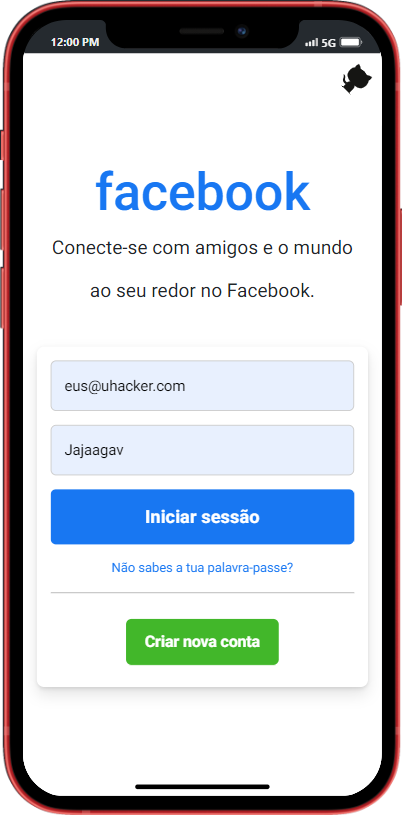 12:00 PM 5G
facebook
Conecte-se com amigos e o mundo
ao seu redor no Facebook.
eus@uhacker.com
Jajaagav
Iniciar sessão
Não sabes a tua palavra-passe?
Criar nova conta